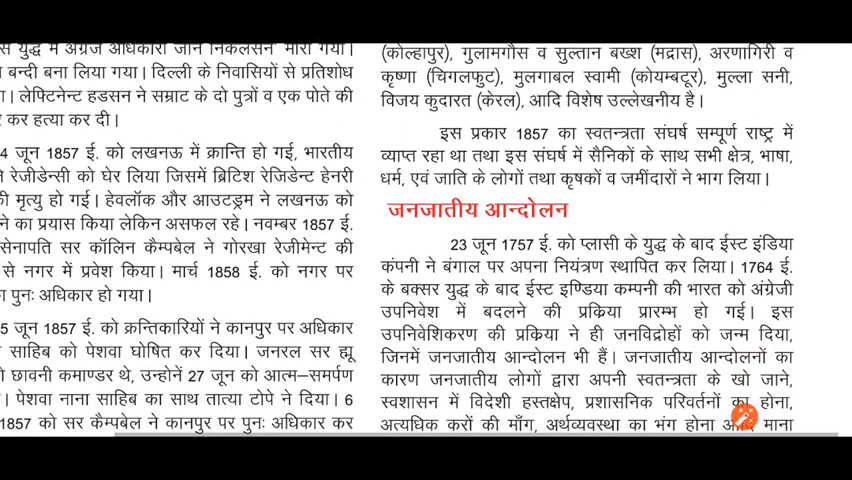 युद्ध में अंग्रेज अधिकारी जॉन निकलसन मारा गया।
बन्दी बना लिया गया। दिल्ली के निवासियों से प्रतिशोध
। लेफ्टिनेन्ट हडसन ने सम्राट के दो पुत्रों व एक पोते की
कर हत्या कर दी।
4 जून 1857 ई. को लखनऊ में क्रान्ति हो गई, भारतीय
रेजीडेन्सी को घेर लिया जिसमें ब्रिटिश रेजिडेन्ट हेनरी
मृत्यु हो गई। हेवलॉक और आउट्रम ने लखनऊ को
ने का प्रयास किया लेकिन असफल रहे। नवम्बर 1857 ई.
सेनापति सर कॉलिन कैम्पबेल ने गोरखा रेजीमेण्ट की
से नगर में प्रवेश किया। मार्च 1858 ई. को नगर पर
पुनः अधिकार हो गया।
5 जून 1857 ई. को क्रन्तिकारियों ने कानपुर पर अधिकार
साहिब को पेशवा घोषित कर दिया। जनरल सर ह्यू
छावनी कमाण्डर थे, उन्होनें 27 जून को आत्म–समर्पण
। पेशवा नाना साहिब का साथ तात्या टोपे ने दिया। 6
1857 को सर कैम्पबेल ने कानपुर पर पुनः अधिकार कर
(कोल्हापुर), गुलामगौस व सुल्तान बख्श (मद्रास), अरणागिरी व
कृष्णा (चिगलफुट), मुलगाबल स्वामी (कोयम्बटूर), मुल्ला सनी,
विजय कुदारत (केरल), आदि विशेष उल्लेखनीय है।
इस प्रकार 1857 का स्वतन्त्रता संघर्ष सम्पूर्ण राष्ट्र में
व्याप्त रहा था तथा इस संघर्ष में सैनिकों के साथ सभी क्षेत्र, भाषा,
धर्म, एवं जाति के लोगों तथा कृषकों व जमींदारों ने भाग लिया।
जनजातीय आन्दोलन
23 जून 1757 ई. को प्लासी के युद्ध के बाद ईस्ट इंडिया
कंपनी ने बंगाल पर अपना नियंत्रण स्थापित कर लिया। 1764 ई.
के बक्सर युद्ध के बाद ईस्ट इण्डिया कम्पनी की भारत को अंग्रेजी
उपनिवेश में बदलने की प्रकिया प्रारम्भ हो गई। इस
उपनिवेशिकरण की प्रकिया ने ही जनविद्रोहों को जन्म दिया,
जिनमें जनजातीय आन्दोलन भी हैं। जनजातीय आन्दोलनों का
कारण जनजातीय लोगों द्वारा अपनी स्वतन्त्रता के खो जाने,
स्वशासन में विदेशी हस्तक्षेप, प्रशासनिक परिवर्तनों का होना,
अत्यधिक करों की माँग, अर्थव्यवस्था का भंग होना आदि माना